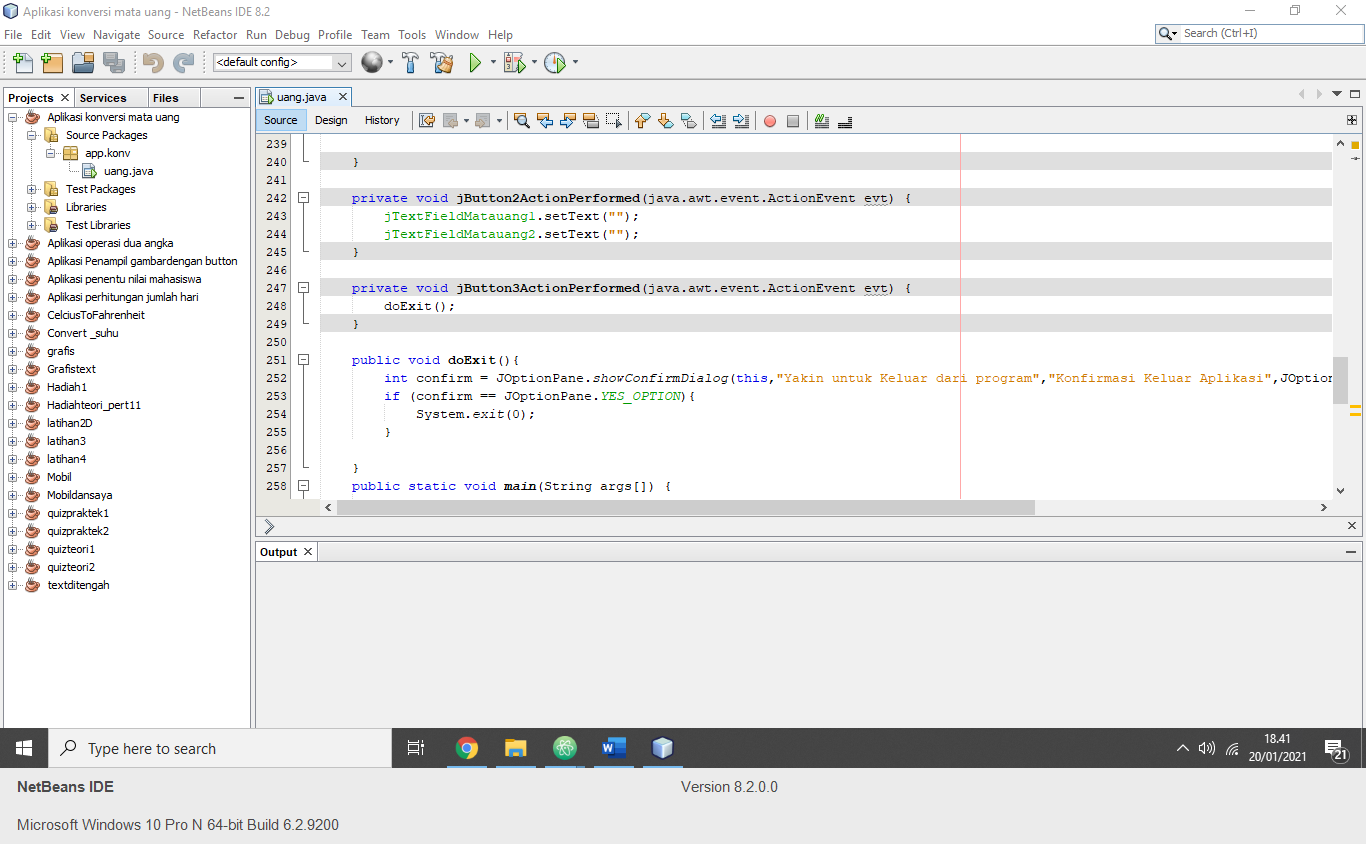 Aplikasi konversi mata uang - NetBeans IDE 8.2
File Edit View Navigate Source Refactor Run Debug Profile Team Tools Window Help
Search (Ctrl+I)
<default config>
Projects Services Files
uang.java
Source Design History
Aplikasi konversi mata uang
Source Packages
app.konv
uang.java
Test Packages
Libraries
Test Libraries
Aplikasi operasi dua angka
Aplikasi Penampil gambardengan button
Aplikasi penentu nilai mahasiswa
Aplikasi perhitungan jumlah hari
CelciusToFahrenheit
Convert _suhu
grafis
Grafistext
Hadiah1
Hadiahteori_pert11
latihan2D
latihan3
latihan4
Mobil
Mobildansaya
quizpraktek1
quizpraktek2
quizteori1
quizteori2
textditengah
239
240 }
241
242 private void jButton2ActionPerformed(java.awt.event.ActionEvent evt) {
243 jTextFieldMatauang1.setText("");
244 jTextFieldMatauang2.setText("");
245 }
246
247 private void jButton3ActionPerformed(java.awt.event.ActionEvent evt) {
248 doExit();
249 }
250
251 public void doExit(){
252 int confirm = JOptionPane.showConfirmDialog(this,"Yakin untuk Keluar dari program","Konfirmasi Keluar Aplikasi",JOption
253 if (confirm == JOptionPane.YES_OPTION){
254 System.exit(0);
255 }
256
257 }
258 public static void main(String args[]) {
Output
Type here to search
18.41
20/01/2021
21
NetBeans IDE Version 8.2.0.0
Microsoft Windows 10 Pro N 64-bit Build 6.2.9200